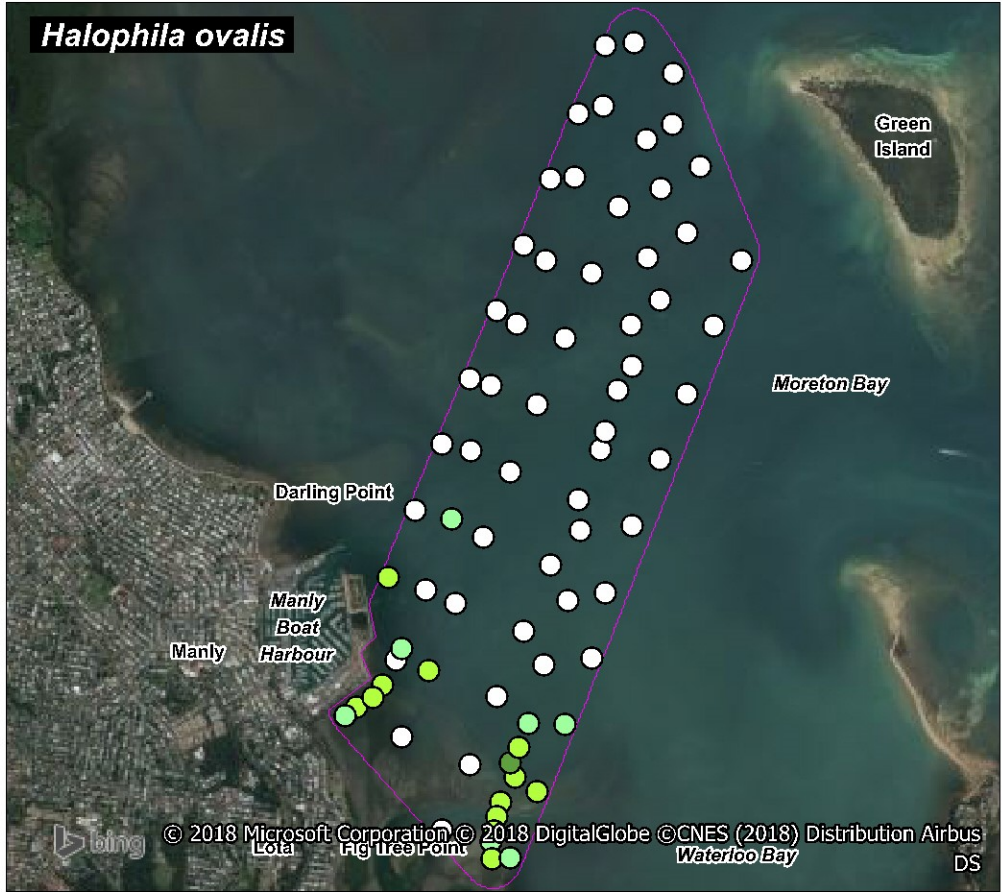 Halophila ovalis
Green
Island
Moreton Bay
Darling Point
Manly
Boat
Harbour
Manly
© 2018 Microsoft Corporation © 2018 DigitalGlobe ©CNES (2018) Distribution Airbus
DS
bing
Lota
Fig Tree Point
Waterloo Bay